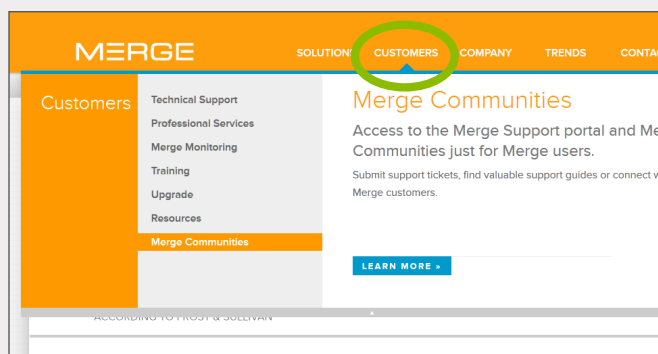 MERGE
SOLUTIONS CUSTOMERS COMPANY TRENDS
Customers
Technical Support
Professional Services
Merge Monitoring
Training
Upgrade
Resources
Merge Communities
Merge Communities
Access to the Merge Support portal and
Communities just for Merge users.
Submit support tickets, find valuable support guides or connect
Merge customers.
LEARN MORE »
ACCORDING TO FROST & SULLIVAN